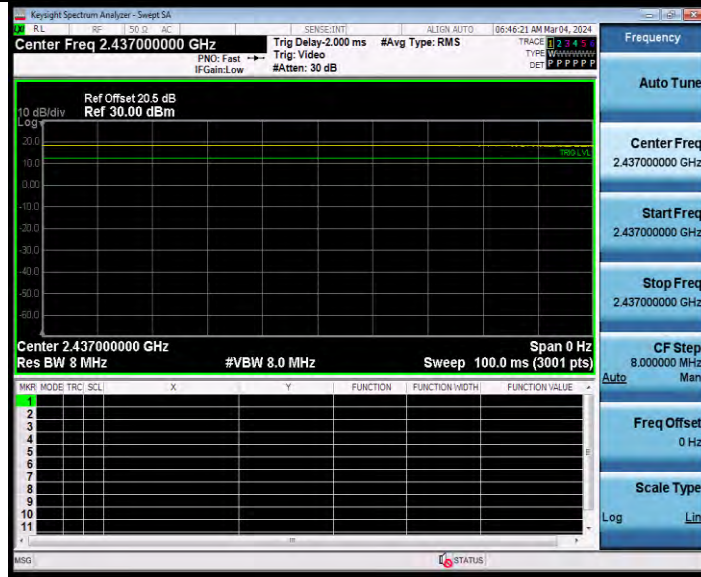 Keysight Spectrum Analyzer - Swept SA
LXI RL RF 50 Ω AC SENSE:INT ALIGN AUTO 06:46:21 AM Mar 04, 2024
Center Freq 2.437000000 GHz
PNO: Fast
IFGain:Low
Trig Delay-2.000 ms
Trig: Video
#Atten: 30 dB
#Avg Type: RMS
TRACE 1 2 3 4 5 6
TYPE WWWWWW
DET P P P P P P
Frequency
Auto Tune
Center Freq
2.437000000 GHz
Start Freq
2.437000000 GHz
Stop Freq
2.437000000 GHz
CF Step
8.000000 MHz
Auto Man
Freq Offset
0 Hz
Scale Type
Log Lin
Ref Offset 20.5 dB
10 dB/div Ref 30.00 dBm
Log
20.0
10.0
0.00
-10.0
-20.0
-30.0
-40.0
-50.0
-60.0
TRIG LVL
Center 2.437000000 GHz Span 0 Hz
Res BW 8 MHz #VBW 8.0 MHz Sweep 100.0 ms (3001 pts)
MKR MODE TRC SCL X Y FUNCTION FUNCTION WIDTH FUNCTION VALUE
1
2
3
4
5
6
7
8
9
10
11
MSG STATUS